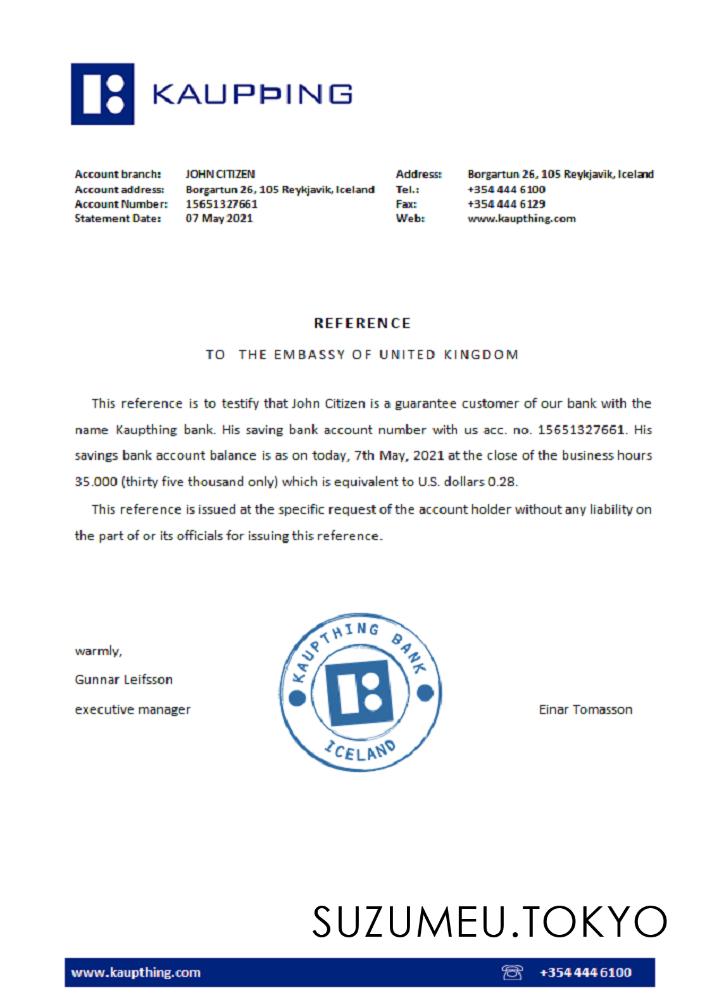 KAUPÞING
Account branch: JOHN CITIZEN Address: Borgartun 26, 105 Reykjavik, Iceland
Account address: Borgartun 26, 105 Reykjavik, Iceland Tel.: +354 444 6100
Account Number: 15651327661 Fax: +354 444 6129
Statement Date: 07 May 2021 Web: www.kaupthing.com
REFERENCE
TO THE EMBASSY OF UNITED KINGDOM
This reference is to testify that John Citizen is a guarantee customer of our bank with the
name Kaupthing bank. His saving bank account number with us acc. no. 15651327661. His
savings bank account balance is as on today, 7th May, 2021 at the close of the business hours
35.000 (thirty five thousand only) which is equivalent to U.S. dollars 0.28.
This reference is issued at the specific request of the account holder without any liability on
the part of or its officials for issuing this reference.
warmly,
Gunnar Leifsson
executive manager
KAUPTHING BANK
ICELAND
Einar Tomasson
SUZUMEU.TOKYO
www.kaupthing.com ☏ +354 444 6100